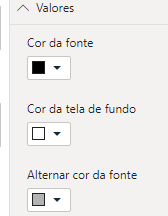 Valores
Cor da fonte
Cor da tela de fundo
Alternar cor da fonte